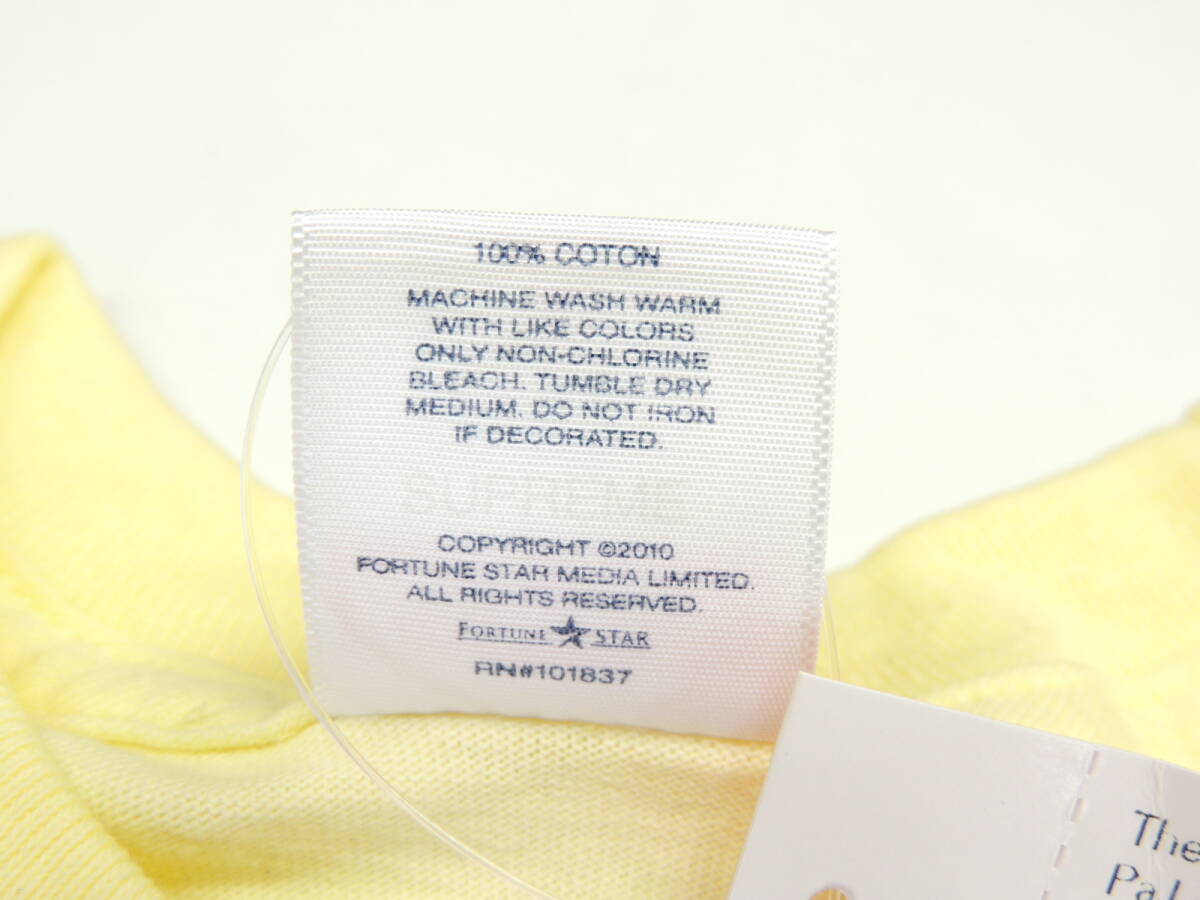 100% COTON
MACHINE WASH WARM
WITH LIKE COLORS
ONLY NON-CHLORINE
BLEACH. TUMBLE DRY
MEDIUM. DO NOT IRON
IF DECORATED.
COPYRIGHT ©2010
FORTUNE STAR MEDIA LIMITED.
ALL RIGHTS RESERVED.
FORTUNE STAR
RN#101837
The
Pal